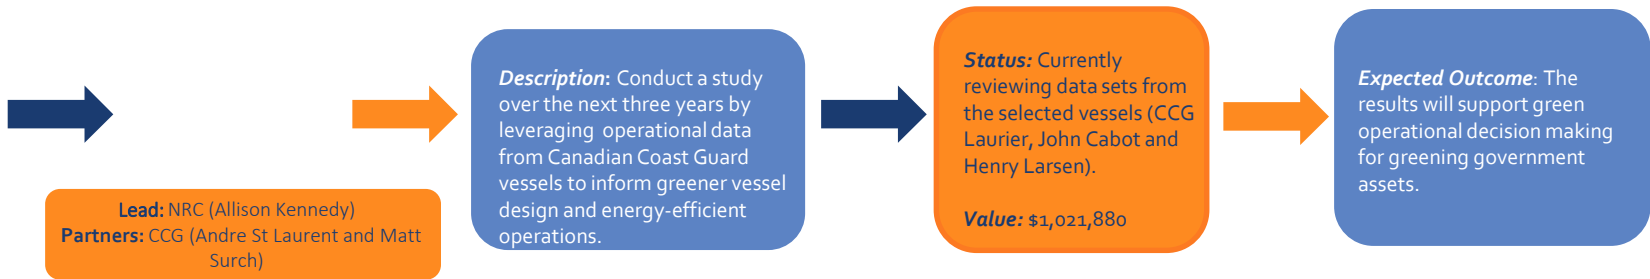 Lead: NRC (Allison Kennedy)
Partners: CCG (Andre St Laurent and Matt
Surch)
Description: Conduct a study
over the next three years by
leveraging operational data
from Canadian Coast Guard
vessels to inform greener vessel
design and energy-efficient
operations.
Status: Currently
reviewing data sets from
the selected vessels (CCG
Laurier, John Cabot and
Henry Larsen).
Value: $1,021,880
Expected Outcome: The
results will support green
operational decision making
for greening government
assets.